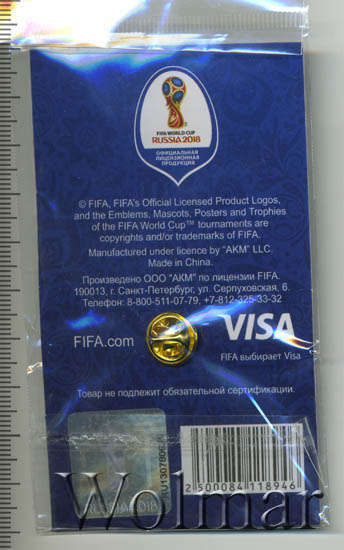 FIFA WORLD CUP
RUSSIA 2018
ОФИЦИАЛЬНАЯ
ЛИЦЕНЗИОННАЯ
ПРОДУКЦИЯ
© FIFA, FIFA's Official Licensed Product Logos,
and the Emblems, Mascots, Posters and Trophies
of the FIFA World Cup™ tournaments are
copyrights and/or trademarks of FIFA.
Manufactured under licence by "AKM" LLC.
Made in China.
Произведено ООО "АКМ" по лицензии FIFA.
190013, г. Санкт-Петербург, ул. Серпуховская, 6.
Телефон: 8-800-511-07-79, +7-812-325-33-32
FIFA.com
VISA
FIFA выбирает Visa
Товар не подлежит обязательной сертификации.
RUSSIA 2018
2500084118946
Wolmar